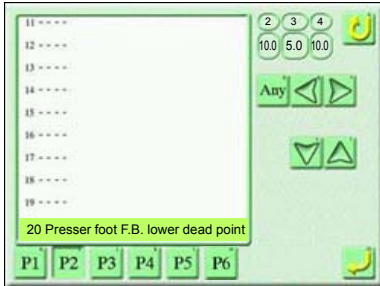 11 ----
12 ----
13 ----
14 ----
15 ----
16 ----
17 ----
18 ----
19 ----
20 Presser foot F.B. lower dead point
2 3 4
10.0 5.0 10.0
Any
P1 P2 P3 P4 P5 P6